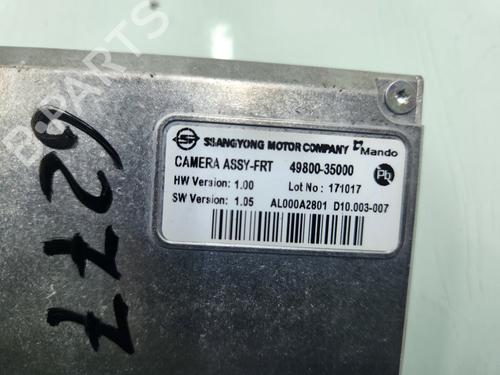 SSANGYONG MOTOR COMPANY Mando
CAMERA ASSY-FRT 49800-35000
HW Version: 1.00 Lot No : 171017
Pb
SW Version: 1.05 AL000A2801 D10.003-007
6277
B-PARTS